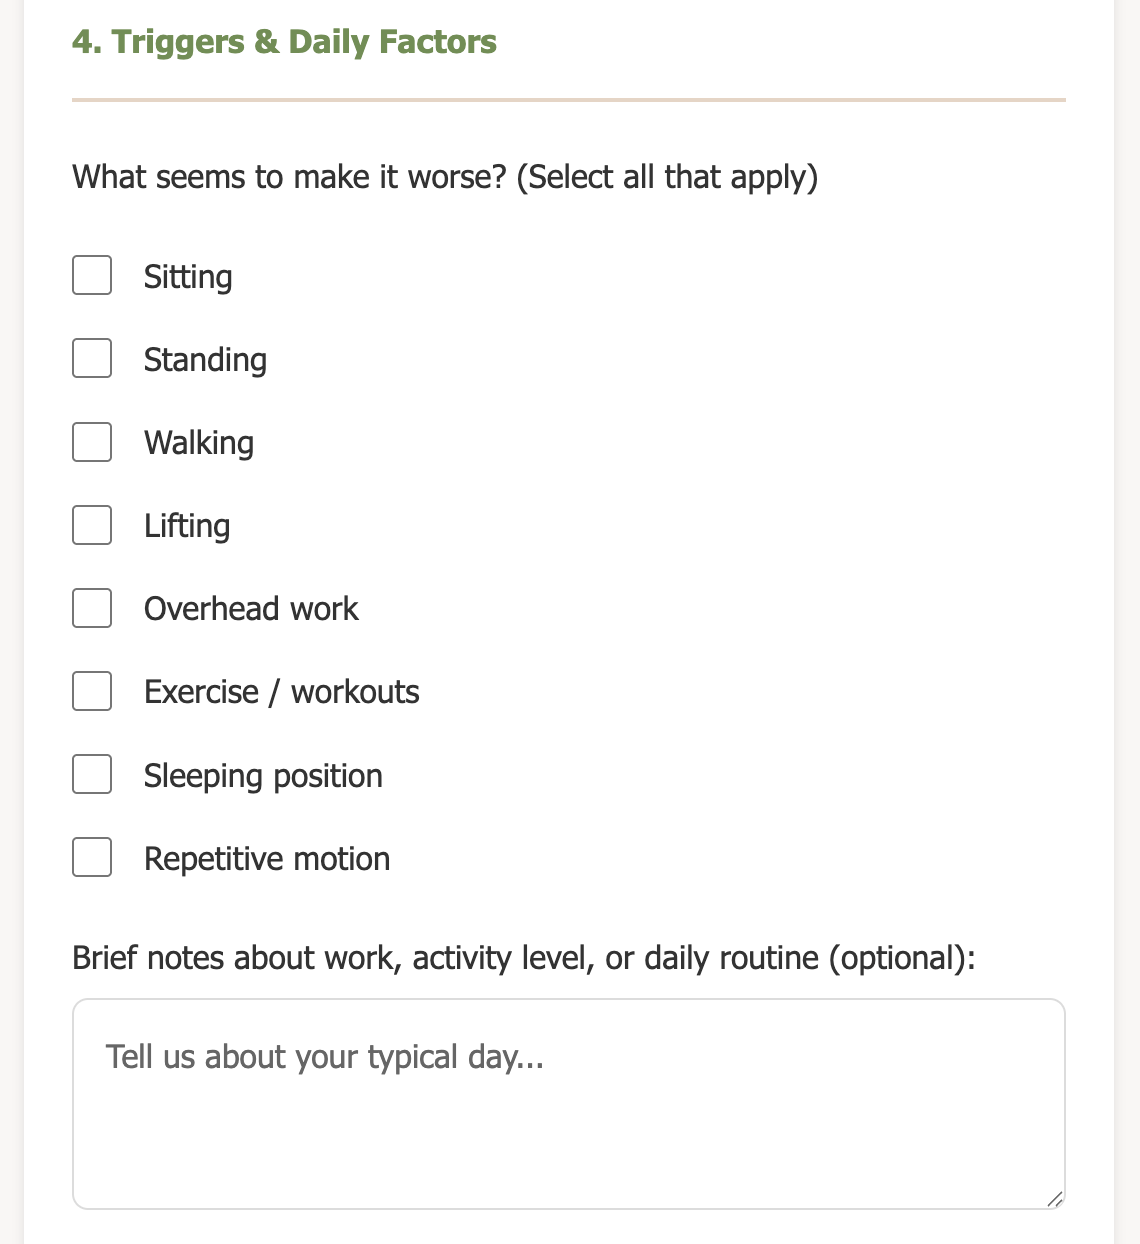 4. Triggers & Daily Factors
What seems to make it worse? (Select all that apply)
Sitting
Standing
Walking
Lifting
Overhead work
Exercise / workouts
Sleeping position
Repetitive motion
Brief notes about work, activity level, or daily routine (optional):
Tell us about your typical day...